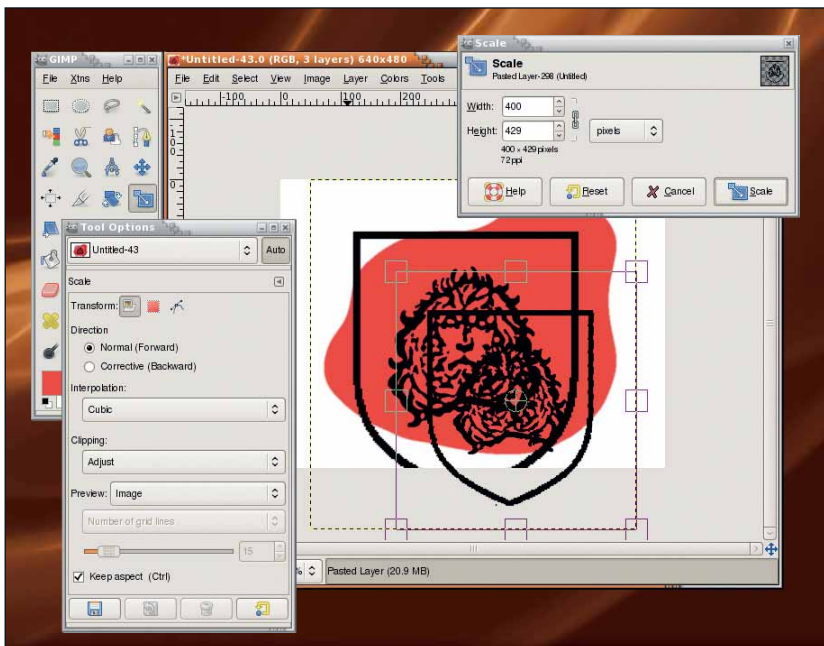 GIMP
File Xtns Help
*Untitled-43.0 (RGB, 3 layers) 640x480
File Edit Select View Image Layer Colors Tools
-100 0 100 200
-100
0
Scale
Scale
Pasted Layer-298 (Untitled)
Width: 400
Height: 429 pixels
400 × 429 pixels
72 ppi
Help Reset Cancel Scale
Tool Options
Untitled-43 Auto
Scale
Transform:
Direction
Normal (Forward)
Corrective (Backward)
Interpolation:
Cubic
Clipping:
Adjust
Preview: Image
Number of grid lines
15
Keep aspect (Ctrl)
% Pasted Layer (20.9 MB)